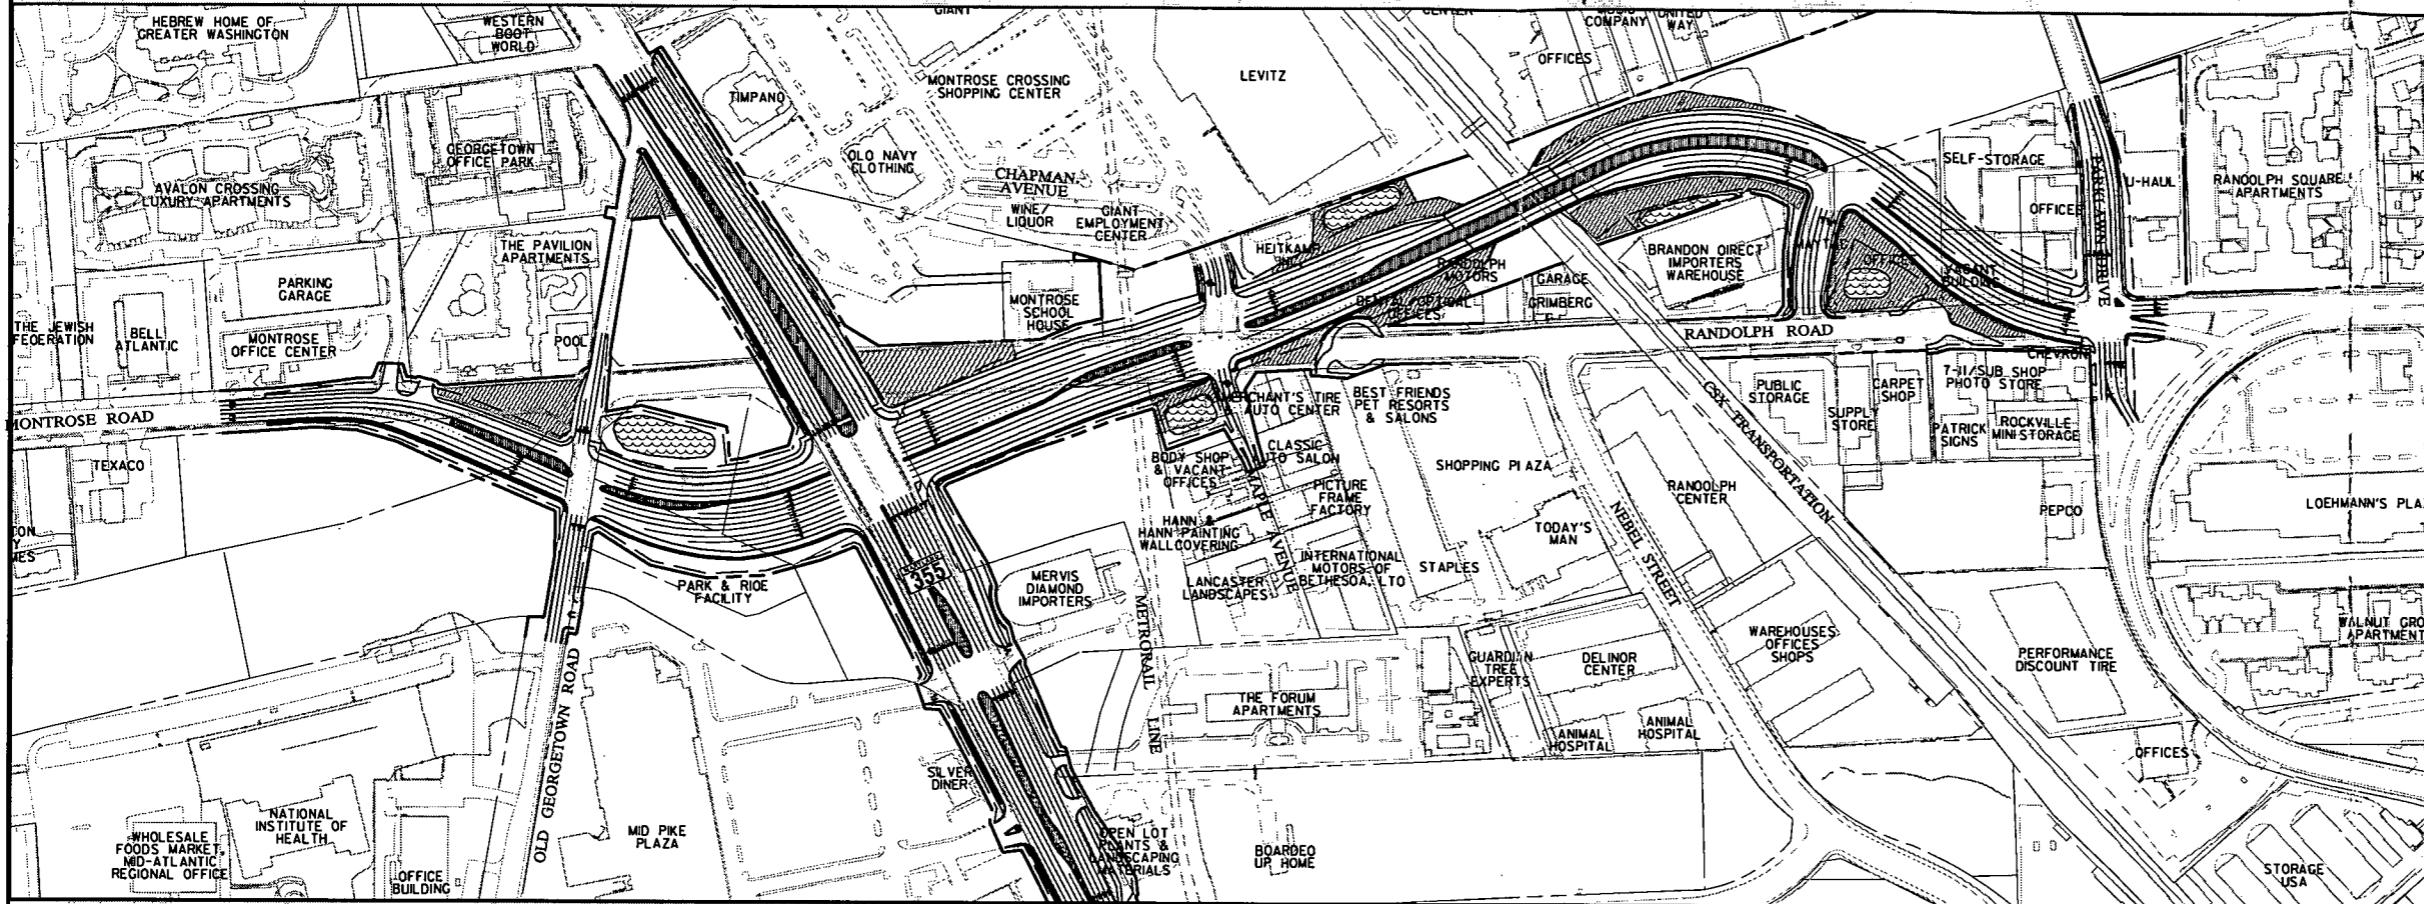 HEBREW HOME OF
GREATER WASHINGTON
WESTERN
BOOT
WORLD
GIANT
COMPANY
UNITED
WAY
OFFICES
LEVITZ
TIMPANO
MONTROSE CROSSING
SHOPPING CENTER
OLD NAVY
CLOTHING
CHAPMAN
AVENUE
WINE/
LIQUOR
GIANT
EMPLOYMENT
CENTER
GEORGETOWN
OFFICE PARK
AVALON CROSSING
LUXURY APARTMENTS
THE PAVILION
APARTMENTS
PARKING
GARAGE
POOL
THE JEWISH
FEDERATION
BELL
ATLANTIC
MONTROSE
OFFICE CENTER
MONTROSE ROAD
TEXACO
MONTROSE
SCHOOL
HOUSE
HEITKAMP
INC
RANDOLPH
MOTORS
DENTAL/OPTICAL
OFFICES
GARAGE
GRIMBERG
BRANDON DIRECT
IMPORTERS
WAREHOUSE
MAYTAG
OFFICES
VACANT
BUILDING
SELF-STORAGE
OFFICES
PARKLAWN DRIVE
U-HAUL
RANDOLPH SQUARE
APARTMENTS
RANDOLPH ROAD
CHEVRON
7-11/SUB SHOP
PHOTO STORE
PUBLIC
STORAGE
SUPPLY
STORE
CARPET
SHOP
PATRICK
SIGNS
ROCKVILLE
MINI-STORAGE
MERCHANT'S TIRE
AUTO CENTER
BEST FRIENDS
PET RESORTS
& SALONS
CLASSIC
AUTO SALON
BODY SHOP
& VACANT
OFFICES
PICTURE
FRAME
FACTORY
MAPLE AVENUE
HANN &
HANN PAINTING
WALLCOVERING
LANCASTER
LANDSCAPES
INTERNATIONAL
MOTORS OF
BETHESDA, LTD
SHOPPING PLAZA
STAPLES
TODAY'S
MAN
NEBEL STREET
RANDOLPH
CENTER
CSX TRANSPORTATION
PEPCO
LOEHMANN'S PLA
PARK & RIDE
FACILITY
MARYLAND
355
MERVIS
DIAMOND
IMPORTERS
METRORAIL LINE
THE FORUM
APARTMENTS
GUARDIAN
TREE
EXPERTS
DELINOR
CENTER
ANIMAL
HOSPITAL
ANIMAL
HOSPITAL
WAREHOUSES
OFFICES
SHOPS
PERFORMANCE
DISCOUNT TIRE
WALNUT GRO
APARTMENT
OFFICES
STORAGE
USA
OLD GEORGETOWN ROAD
SILVER
DINER
MID PIKE
PLAZA
NATIONAL
INSTITUTE OF
HEALTH
WHOLESALE
FOODS MARKET
MID-ATLANTIC
REGIONAL OFFICE
OFFICE
BUILDING
OPEN LOT
PLANTS &
LANDSCAPING
MATERIALS
BOARDED
UP HOME